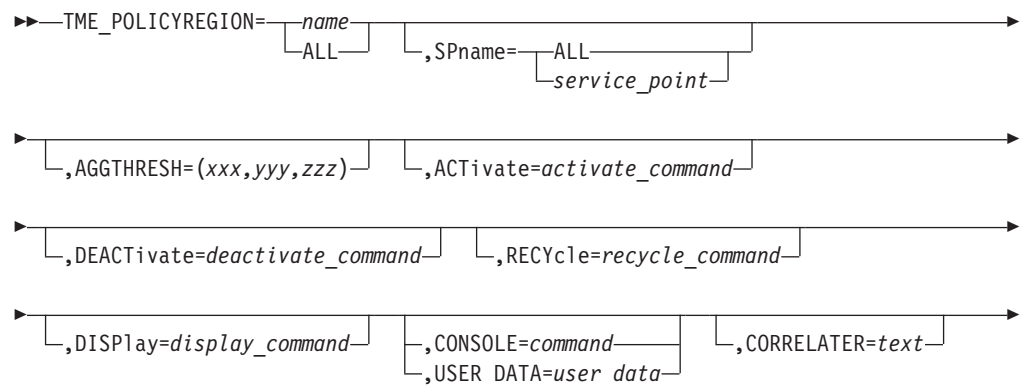 TME_POLICYREGION= name ,SPname= ALL
ALL service_point
,AGGTHRESH=(xxx,yyy,zzz) ,ACTivate=activate_command
,DEACTivate=deactivate_command ,RECYcle=recycle_command
,DISPlay=display_command ,CONSOLE=command ,CORRELATER=text
,USER DATA=user data